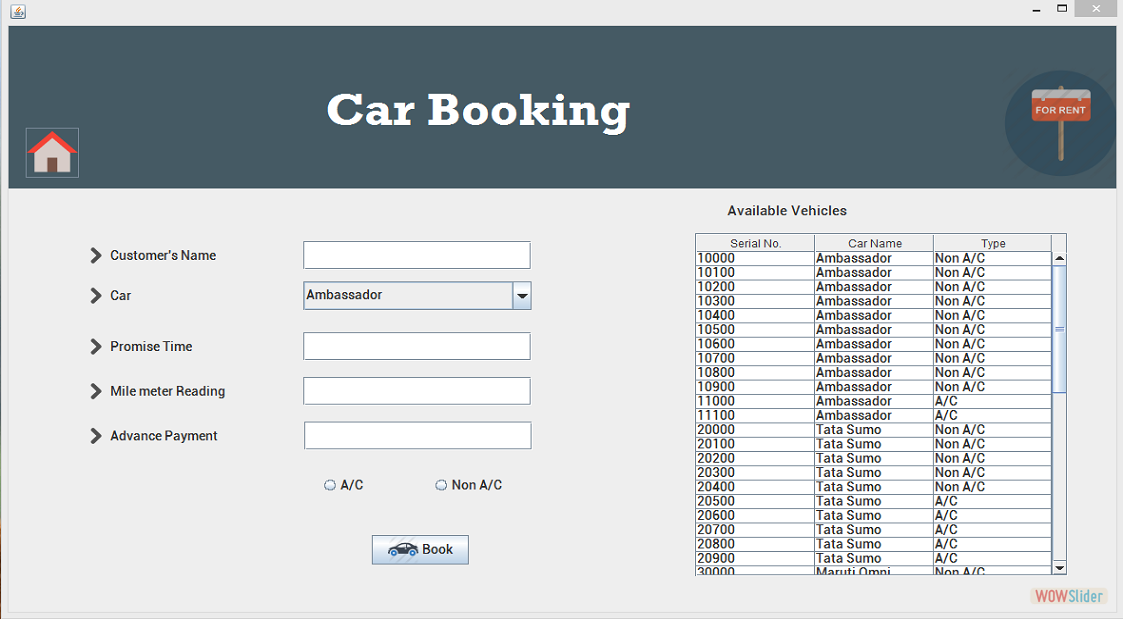 Car Booking
FOR RENT
Available Vehicles
Customer's Name
Car
Ambassador
Promise Time
Mile meter Reading
Advance Payment
A/C Non A/C
Book
Serial No. Car Name Type
10000 Ambassador Non A/C
10100 Ambassador Non A/C
10200 Ambassador Non A/C
10300 Ambassador Non A/C
10400 Ambassador Non A/C
10500 Ambassador Non A/C
10600 Ambassador Non A/C
10700 Ambassador Non A/C
10800 Ambassador Non A/C
10900 Ambassador Non A/C
11000 Ambassador A/C
11100 Ambassador A/C
20000 Tata Sumo Non A/C
20100 Tata Sumo Non A/C
20200 Tata Sumo Non A/C
20300 Tata Sumo Non A/C
20400 Tata Sumo Non A/C
20500 Tata Sumo A/C
20600 Tata Sumo A/C
20700 Tata Sumo A/C
20800 Tata Sumo A/C
20900 Tata Sumo A/C
30000 Maruti Omni Non A/C
WOWSlider